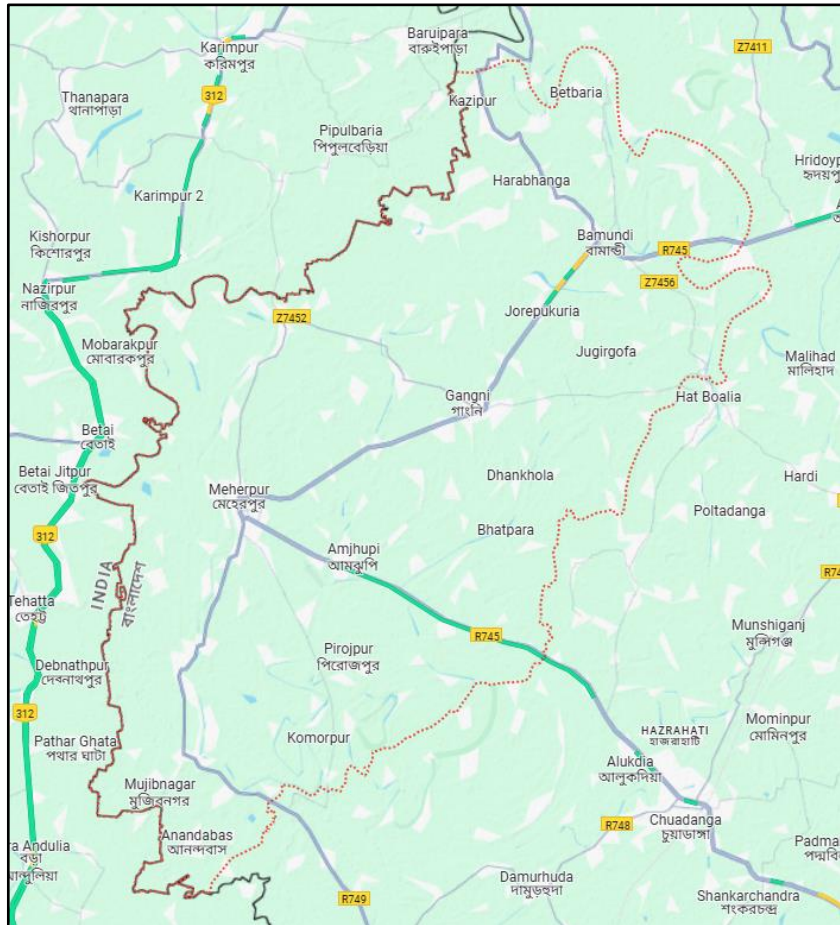 Karimpur
করিমপুর
Baruipara
বারুইপাড়া
Z7411
312
Thanapara
থানাপাড়া
Kazipur
Betbaria
Pipulbaria
পিপুলবেড়িয়া
Karimpur 2
Harabhanga
Kishorpur
কিশোরপুর
Bamundi
বামান্ডী
R745
Z7456
Nazirpur
নাজিরপুর
Z7452
Jorepukuria
Mobarakpur
মোবারকপুর
Jugirgofa
Malihad
মালিহাদ
Gangni
গাংনি
Hat Boalia
Betai
বেতাই
Betai Jitpur
বেতাই জিতপুর
Dhankhola
Hardi
Meherpur
মেহেরপুর
Poltadanga
312
Bhatpara
Amjhupi
আমঝুপি
INDIA
বাংলাদেশ
Tehatta
তেহট্ট
R745
Munshiganj
মুন্সিগঞ্জ
Pirojpur
পিরোজপুর
Debnathpur
দেবনাথপুর
312
Pathar Ghata
পথার ঘাটা
Komorpur
HAZRAHATI
হাজরাহাটি
Mominpur
মোমিনপুর
Alukdia
আলুকদিয়া
Mujibnagar
মুজিবনগর
Chuadanga
চুয়াডাঙ্গা
R748
Anandabas
আনন্দবাস
Andulia
Damurhuda
দামুড়হুদা
R749
Shankarchandra
শংকরচন্দ্র